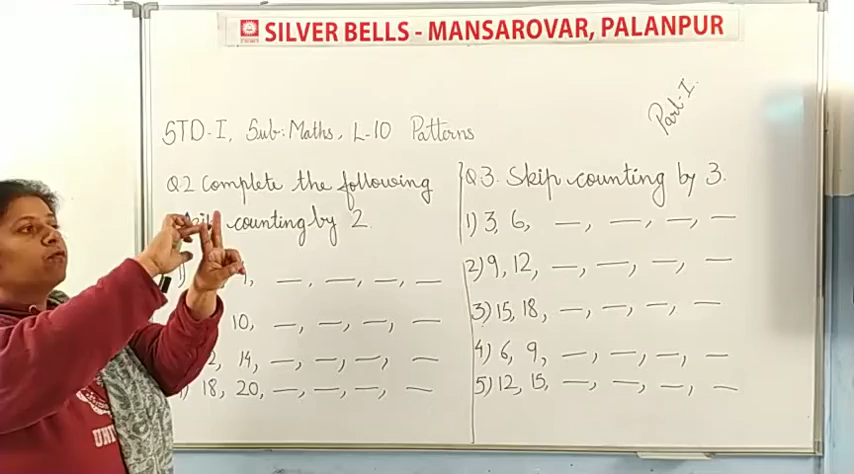 SILVER BELLS - MANSAROVAR, PALANPUR
Part-I.
STD-I, Sub:Maths, L-10 Patterns
Q.2 Complete the following
counting by 2.
—, —, —, —
10, —, —, —, —
14, —, —, —, —
18, 20, —, —, —, —
Q3. Skip counting by 3.
1) 3, 6, —, —, —, —
2) 9, 12, —, —, —, —
3) 15, 18, —, —, —, —
4) 6, 9, —, —, —, —
5) 12, 15, —, —, —, —